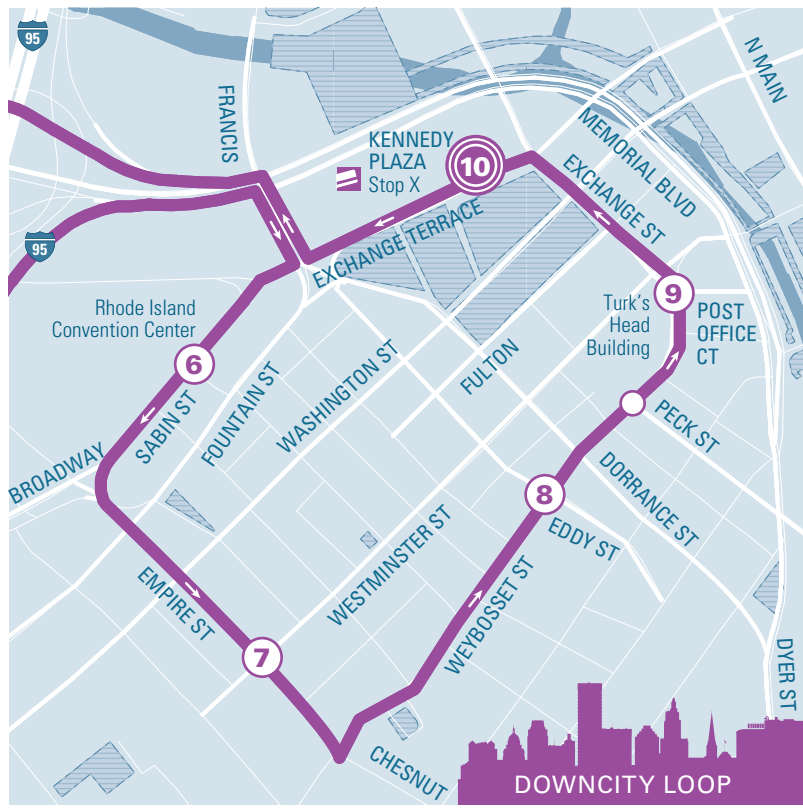 95
FRANCIS
N MAIN
KENNEDY
PLAZA
Stop X
10
MEMORIAL BLVD
EXCHANGE ST
95
EXCHANGE TERRACE
Rhode Island
Convention Center
6
Turk's
Head
Building
9
POST
OFFICE
CT
SABIN ST
FOUNTAIN ST
WASHINGTON ST
FULTON
PECK ST
BROADWAY
8
DORRANCE ST
EDDY ST
EMPIRE ST
WESTMINSTER ST
WEYBOSSET ST
7
DYER ST
CHESNUT
DOWNCITY LOOP